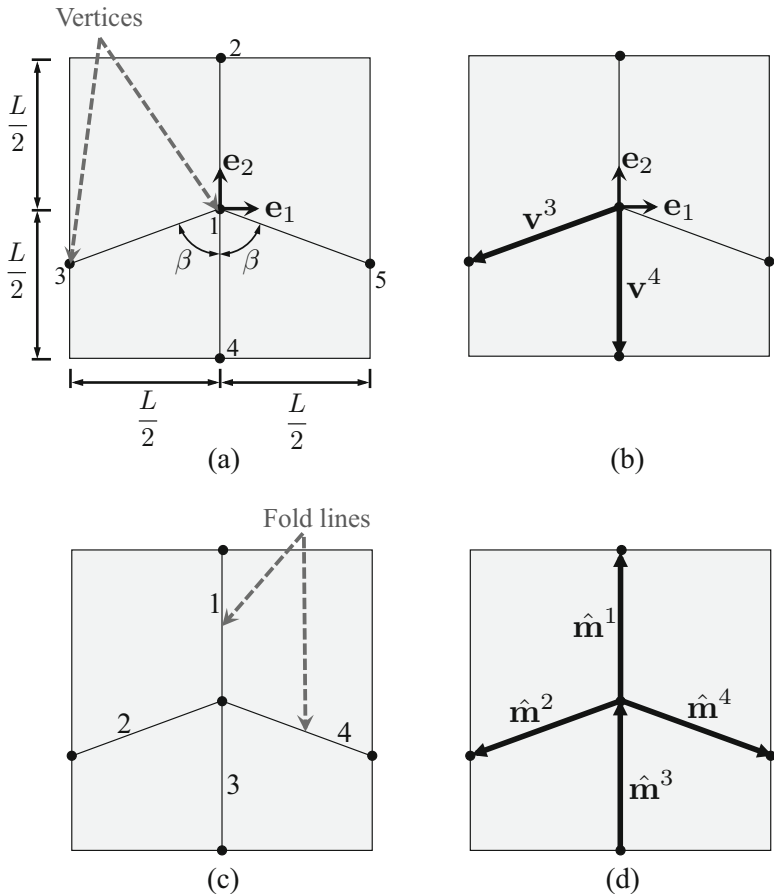 Vertices
2
L
2
e₂
e₁
1
β
β
3
5
L
2
4
L
2
L
2
(a)
e₂
e₁
v³
v⁴
(b)
Fold lines
1
2
4
3
(c)
m̂¹
m̂²
m̂⁴
m̂³
(d)